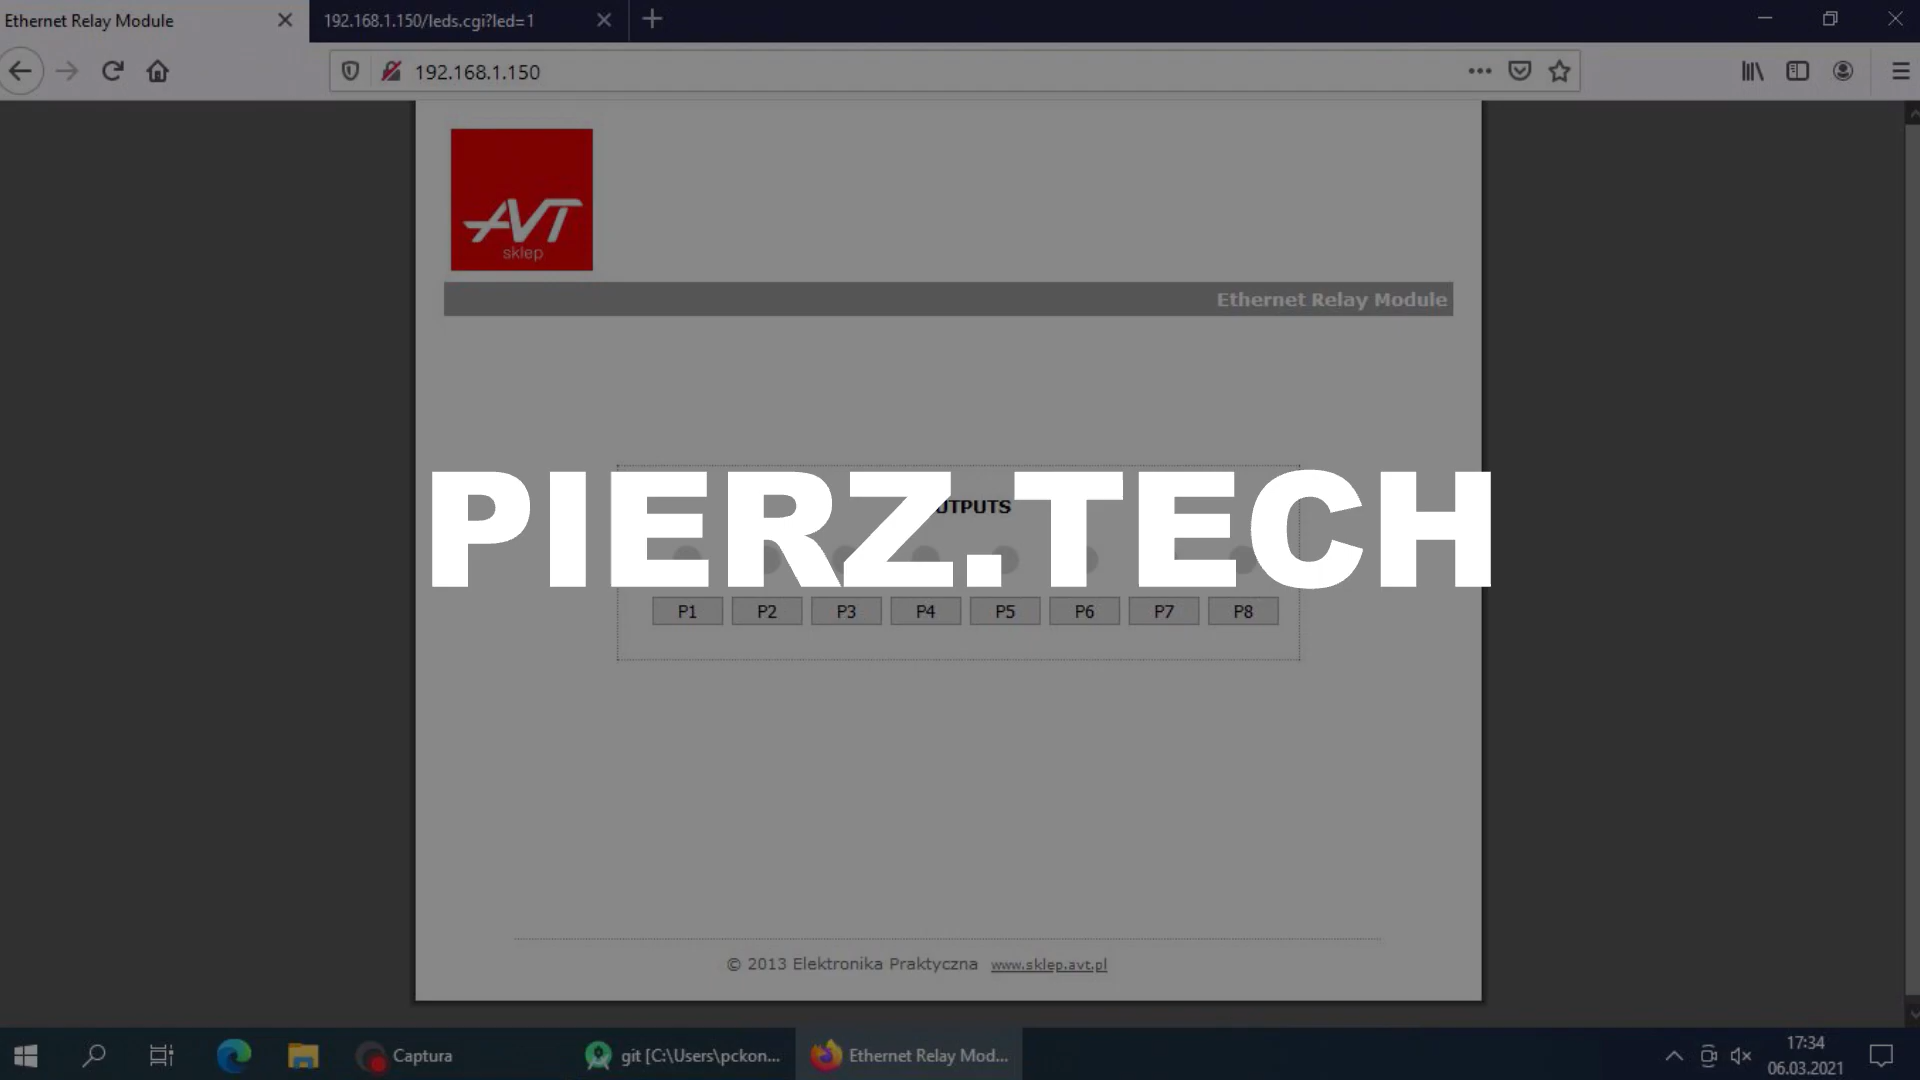 Ethernet Relay Module
192.168.1.150/leds.cgi?led=1
192.168.1.150
AVT
sklep
Ethernet Relay Module
UTPUTS
PIERZ.TECH
P1 P2 P3 P4 P5 P6 P7 P8
© 2013 Elektronika Praktyczna www.sklep.avt.pl
Captura
git [C:\Users\pckon...
Ethernet Relay Mod...
17:34
06.03.2021